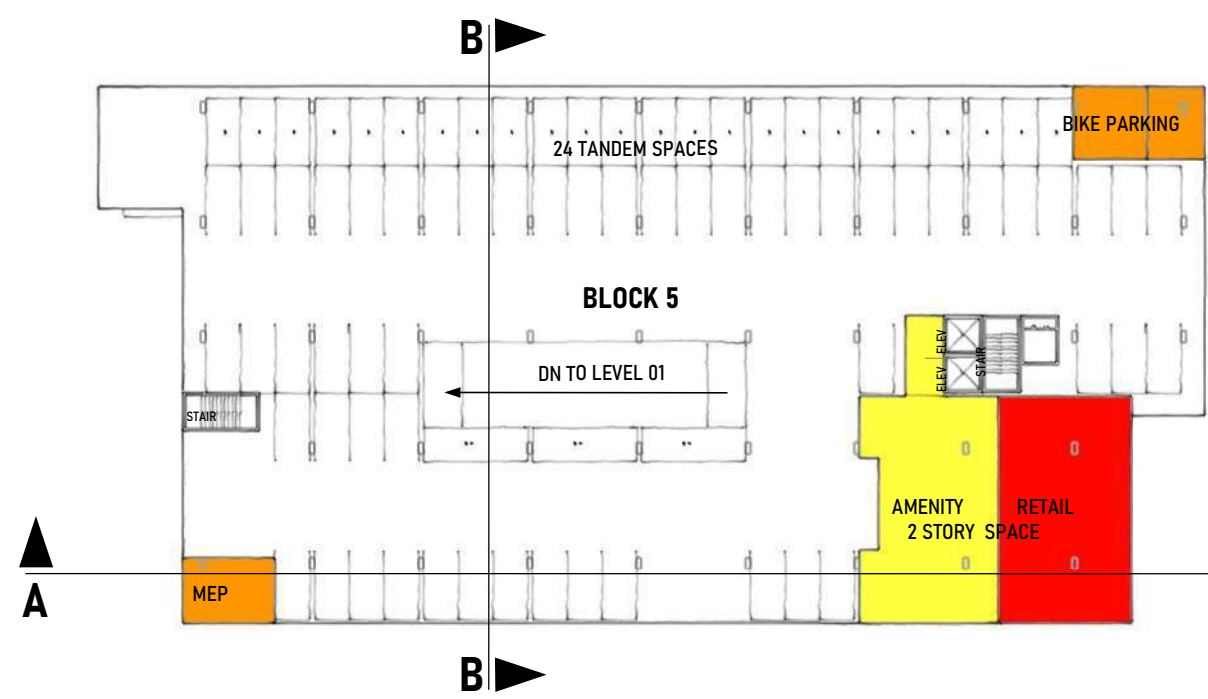 B
BIKE PARKING
24 TANDEM SPACES
BLOCK 5
ELEV
ELEV
STAIR
DN TO LEVEL 01
STAIR
AMENITY
RETAIL
2 STORY SPACE
MEP
A
B